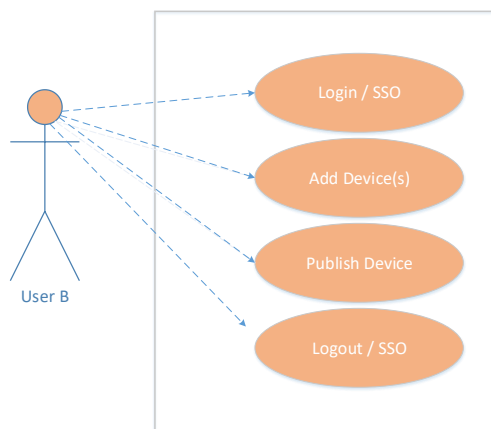 Login / SSO
Add Device(s)
Publish Device
User B
Logout / SSO